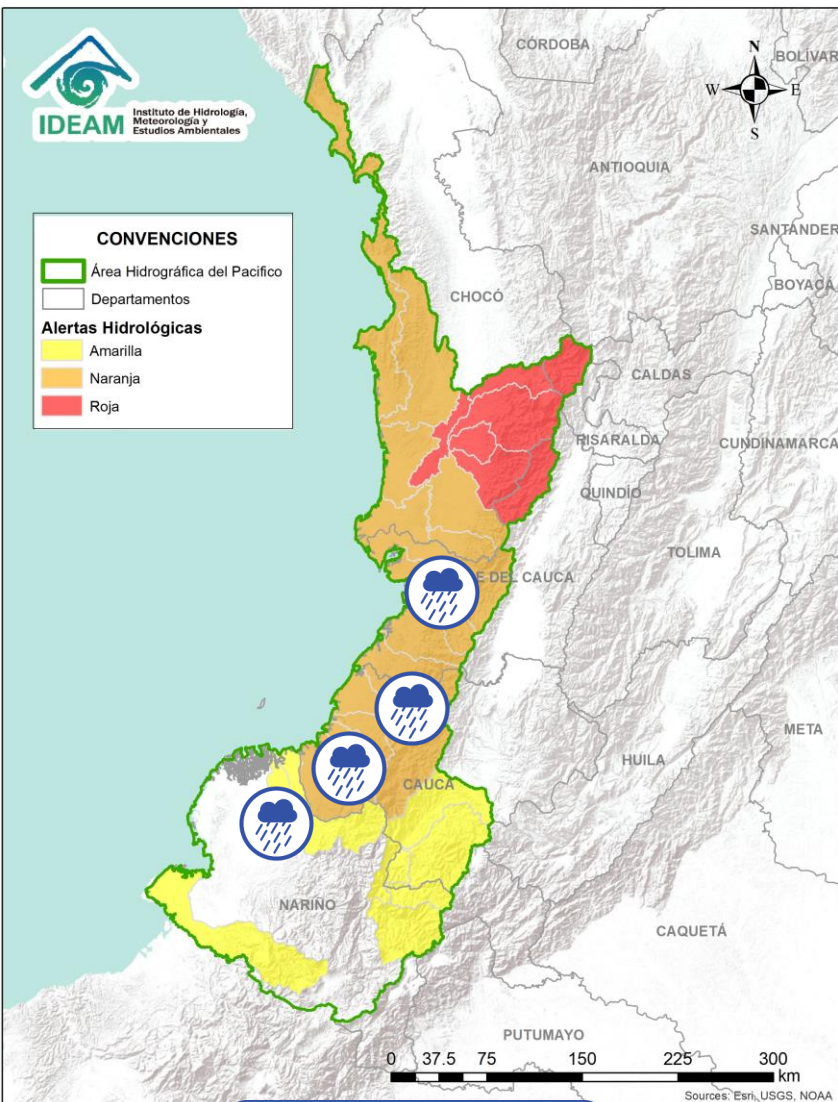 IDEAM
Instituto de Hidrología,
Meteorología y
Estudios Ambientales
N
W
E
S
CÓRDOBA
BOLÍVAR
ANTIOQUIA
SANTANDER
BOYACÁ
CONVENCIONES
Área Hidrográfica del Pacifico
Departamentos
Alertas Hidrológicas
Amarilla
Naranja
Roja
CHOCÓ
CALDAS
RISARALDA
CUNDINAMARCA
QUINDÍO
TOLIMA
E DEL CAUCA
META
HUILA
CAUCA
NARIÑO
CAQUETÁ
PUTUMAYO
0 37.5 75 150 225 300
km
Sources: Esri, USGS, NOAA